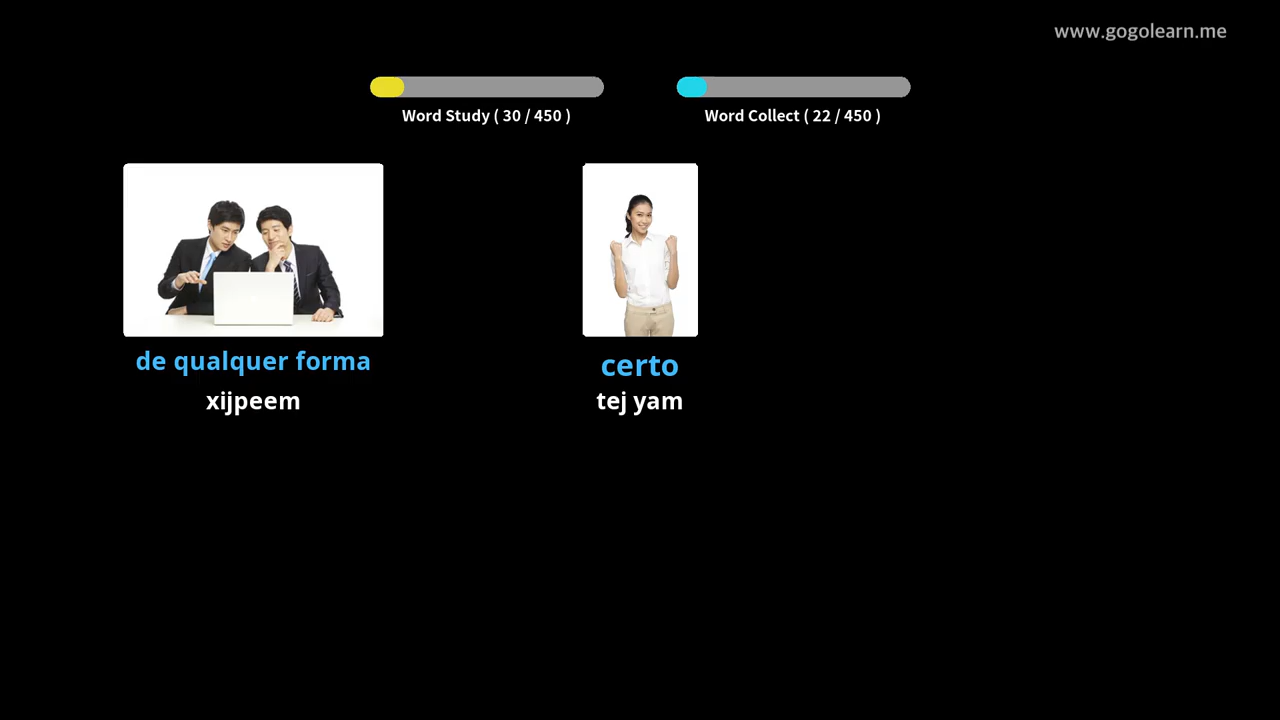 www.gogolearn.me
Word Study ( 30 / 450 )
Word Collect ( 22 / 450 )
de qualquer forma
xijpeem
certo
tej yam